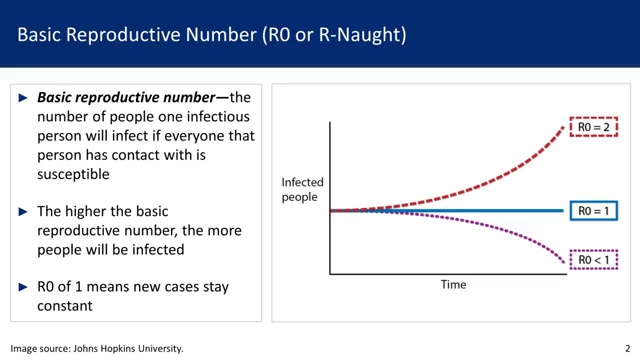 Basic Reproductive Number (R0 or R-Naught)
► Basic reproductive number—the
number of people one infectious
person will infect if everyone that
person has contact with is
susceptible
► The higher the basic
reproductive number, the more
people will be infected
► R0 of 1 means new cases stay
constant
R0 = 2
Infected
people
R0 = 1
R0 < 1
Time
Image source: Johns Hopkins University.
2